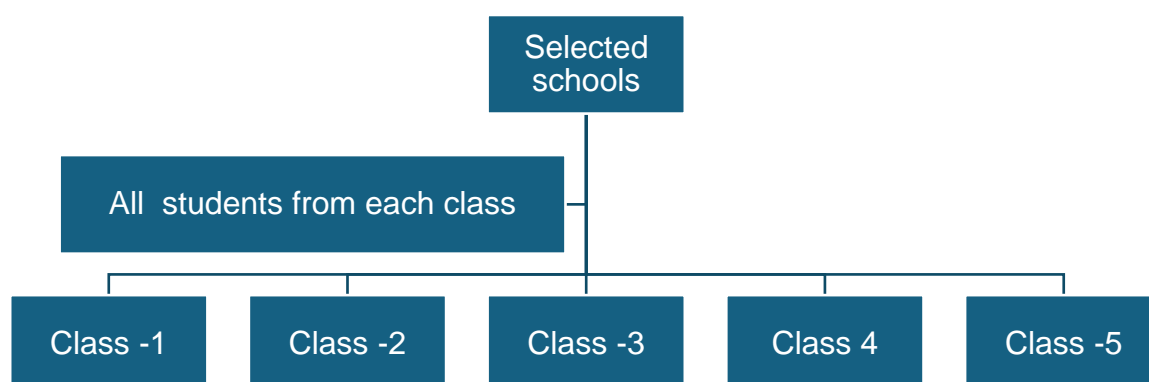 Selected
schools
All  students from each class
Class -1
Class -2
Class -3
Class 4
Class -5